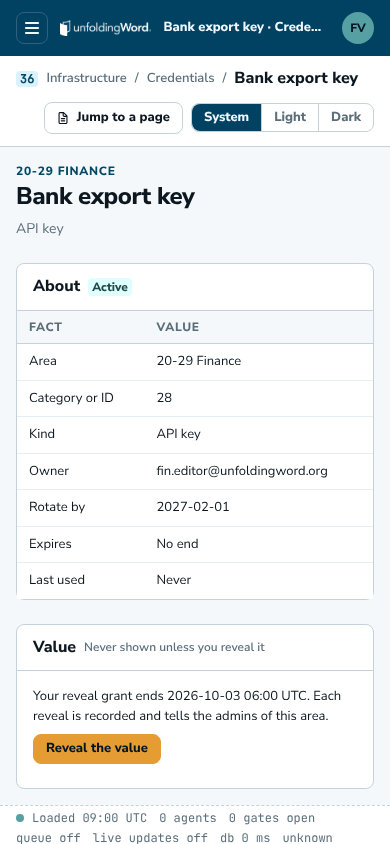 unfoldingWord.
Bank export key · Crede...
FV
36 Infrastructure / Credentials / Bank export key
Jump to a page
System Light Dark
20-29 FINANCE
Bank export key
API key
About Active
FACT VALUE
Area 20-29 Finance
Category or ID 28
Kind API key
Owner fin.editor@unfoldingword.org
Rotate by 2027-02-01
Expires No end
Last used Never
Value Never shown unless you reveal it
Your reveal grant ends 2026-10-03 06:00 UTC. Each
reveal is recorded and tells the admins of this area.
Reveal the value
Loaded 09:00 UTC 0 agents 0 gates open
queue off live updates off db 0 ms unknown